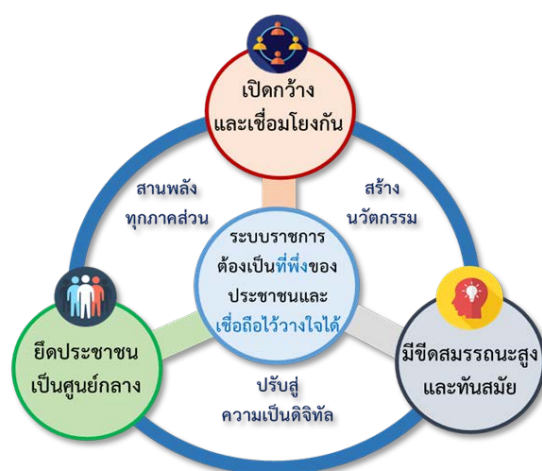 เปิดกว้าง
และเชื่อมโยงกัน
สานพลัง
ทุกภาคส่วน
สร้าง
นวัตกรรม
ระบบราชการ
ต้องเป็นที่พึ่งของ
ประชาชนและ
เชื่อถือไว้วางใจได้
ยึดประชาชน
เป็นศูนย์กลาง
มีขีดสมรรถนะสูง
และทันสมัย
ปรับสู่
ความเป็นดิจิทัล